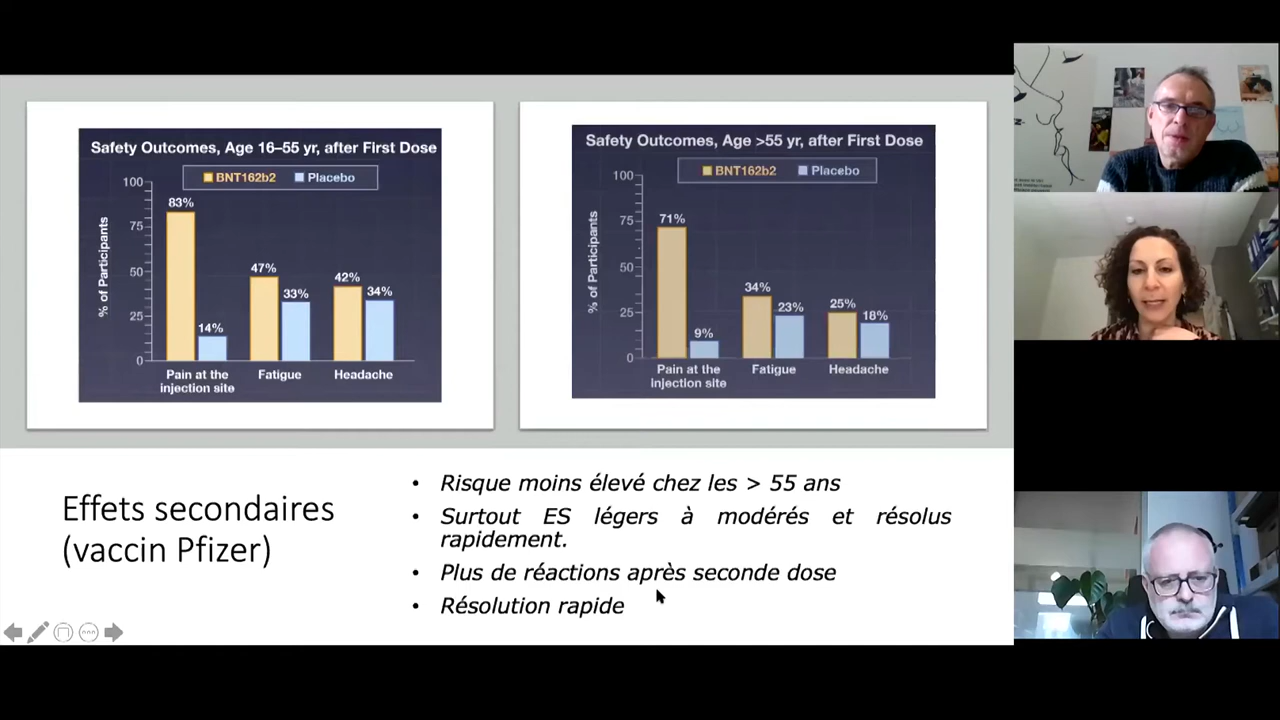 Safety Outcomes, Age 16–55 yr, after First Dose
BNT162b2 Placebo
% of Participants
100
75
50
25
0
83%
14%
47%
33%
42%
34%
Pain at the
injection site
Fatigue
Headache
Safety Outcomes, Age >55 yr, after First Dose
BNT162b2 Placebo
% of Participants
100
75
50
25
0
71%
9%
34%
23%
25%
18%
Pain at the
injection site
Fatigue
Headache
Effets secondaires
(vaccin Pfizer)
• Risque moins élevé chez les > 55 ans
• Surtout ES légers à modérés et résolus
rapidement.
• Plus de réactions après seconde dose
• Résolution rapide